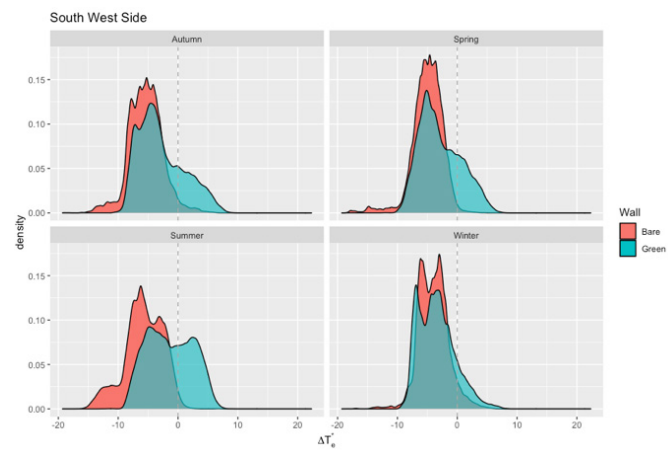 South West Side
Autumn
Spring
0.15
0.10
0.05
0.00
Summer
Winter
0.15
0.10
0.05
0.00
-20 -10 0 10 20 -20 -10 0 10 20
density
ΔT*e
Wall
Bare
Green